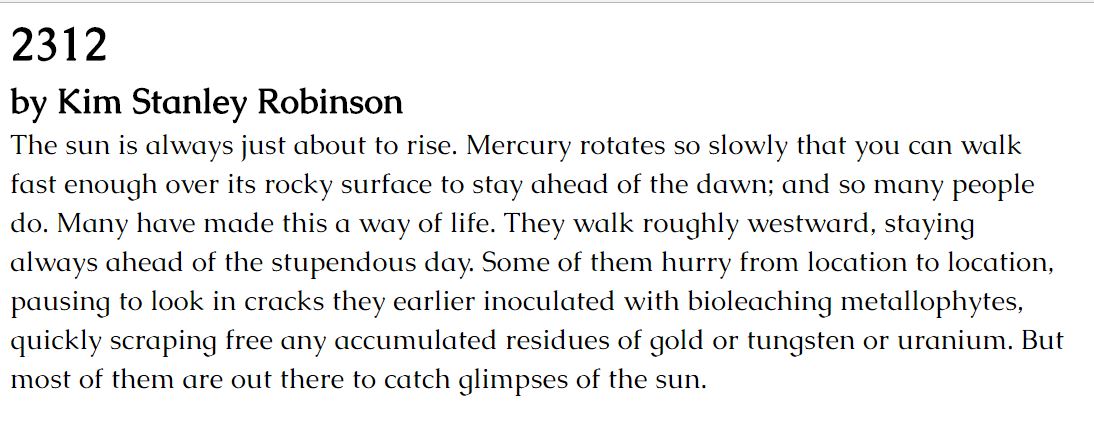 2312
by Kim Stanley Robinson
The sun is always just about to rise. Mercury rotates so slowly that you can walk
fast enough over its rocky surface to stay ahead of the dawn; and so many people
do. Many have made this a way of life. They walk roughly westward, staying
always ahead of the stupendous day. Some of them hurry from location to location,
pausing to look in cracks they earlier inoculated with bioleaching metallophytes,
quickly scraping free any accumulated residues of gold or tungsten or uranium. But
most of them are out there to catch glimpses of the sun.